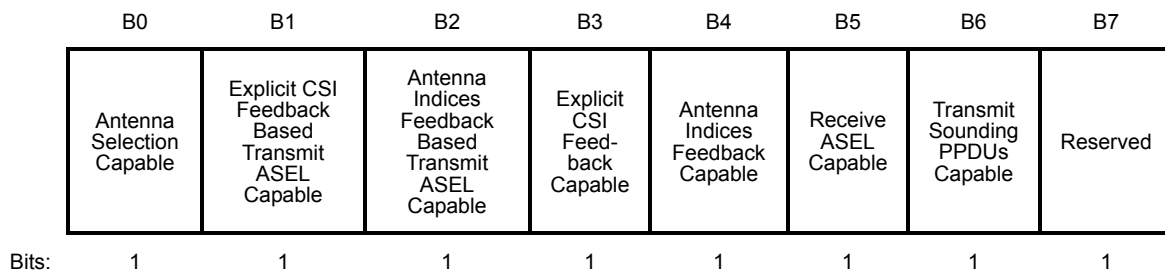 B0 B1 B2 B3 B4 B5 B6 B7
Antenna
Selection
Capable
Explicit CSI
Feedback
Based
Transmit
ASEL
Capable
Antenna
Indices
Feedback
Based
Transmit
ASEL
Capable
Explicit
CSI
Feed-
back
Capable
Antenna
Indices
Feedback
Capable
Receive
ASEL
Capable
Transmit
Sounding
PPDUs
Capable
Reserved
Bits: 1 1 1 1 1 1 1 1